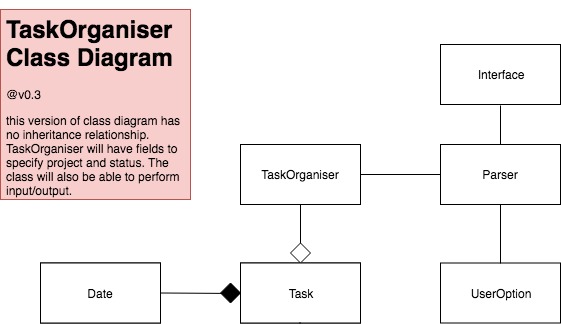 TaskOrganiser
Class Diagram
@v0.3
this version of class diagram has
no inheritance relationship.
TaskOrganiser will have fields to
specify project and status. The
class will also be able to perform
input/output.
Interface
TaskOrganiser
Parser
Date
Task
UserOption